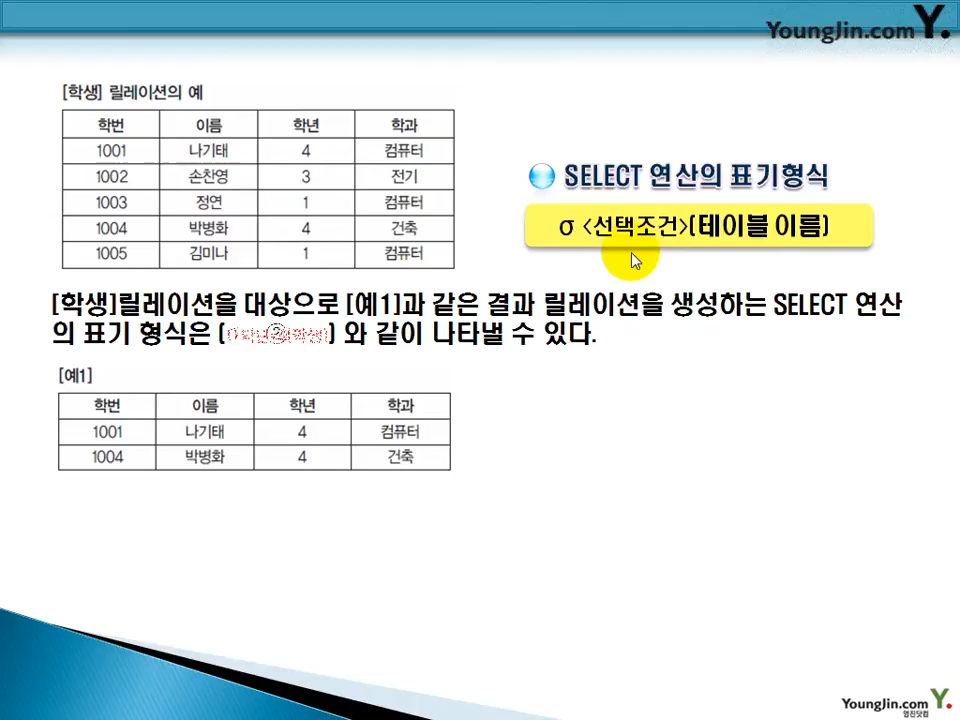 YoungJin.com Y.
[학생] 릴레이션의 예
학번 이름 학년 학과
1001 나기태 4 컴퓨터
1002 손찬영 3 전기
1003 정연 1 컴퓨터
1004 박병화 4 건축
1005 김미나 1 컴퓨터
SELECT 연산의 표기형식
σ <선택조건>(테이블 이름)
[학생]릴레이션을 대상으로 [예1]과 같은 결과 릴레이션을 생성하는 SELECT 연산
의 표기 형식은 ( ② ) 와 같이 나타낼 수 있다.
[예1]
학번 이름 학년 학과
1001 나기태 4 컴퓨터
1004 박병화 4 건축
YoungJin.com Y.
영진닷컴